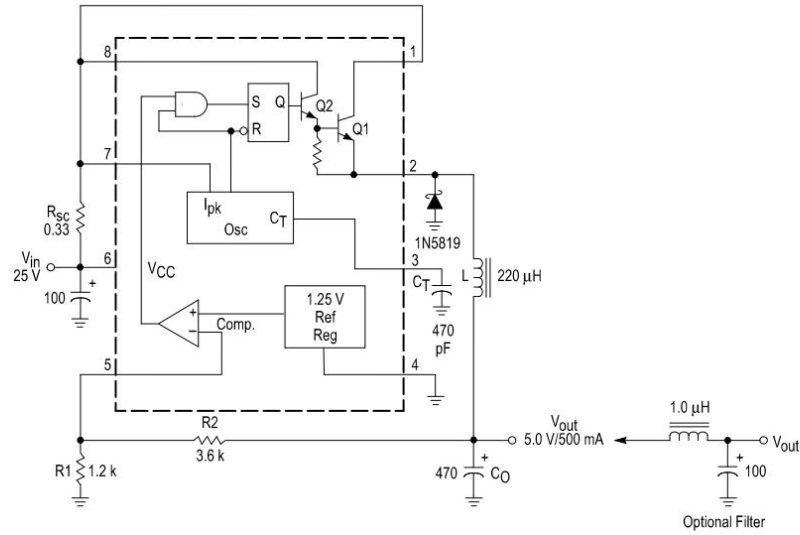 8
1
S Q
Q2
R
Q1
7
2
Ipk
CT
Osc
Rsc
0.33
1N5819
Vin
25 V
6
VCC
3
CT
L
220 µH
100
+
1.25 V
Ref
Reg
+
Comp.
–
470
pF
5
4
R2
3.6 k
R1
1.2 k
Vout
5.0 V/500 mA
470
+
CO
1.0 µH
Vout
+
100
Optional Filter